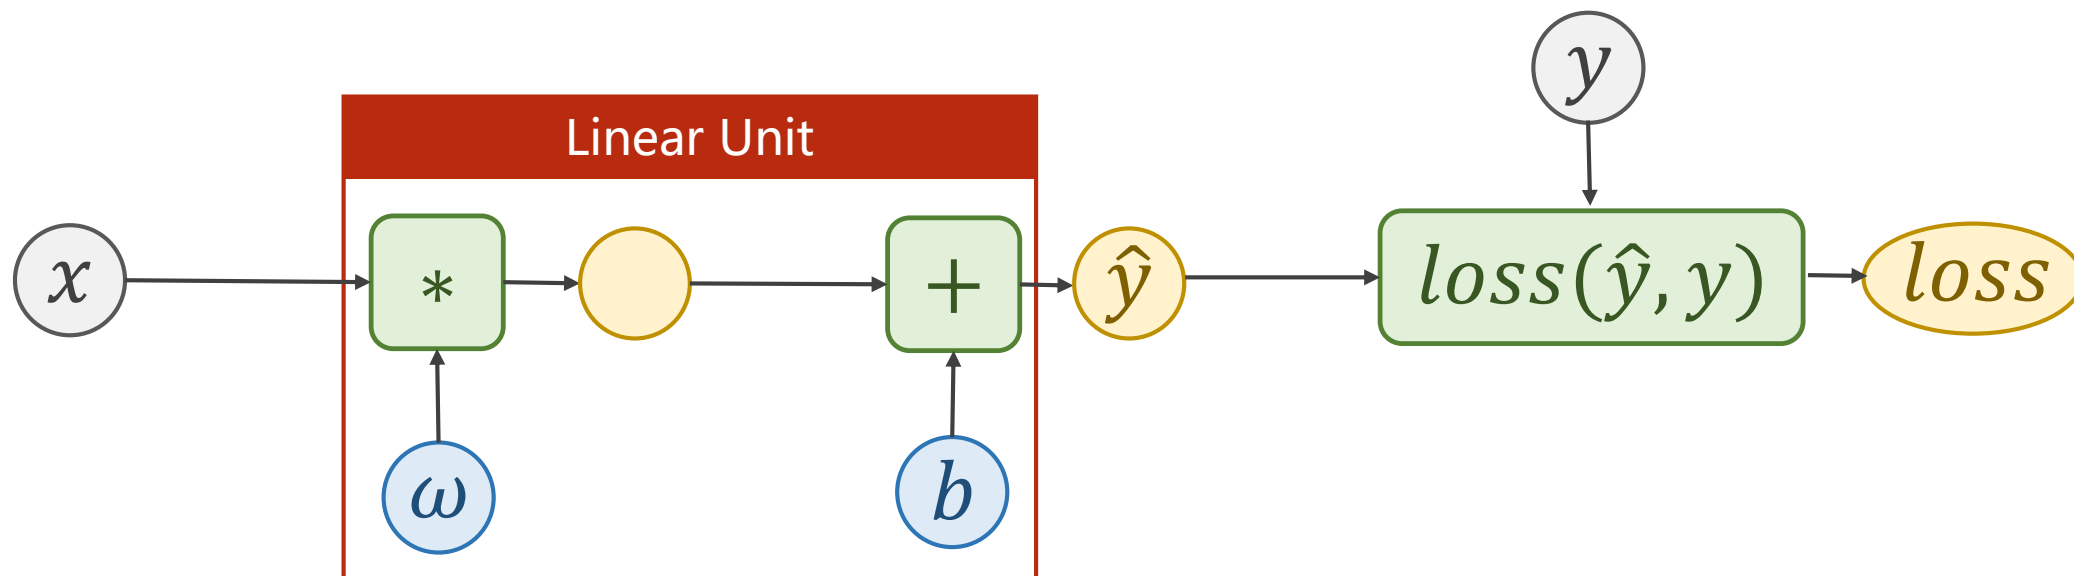 y
Linear Unit
x
*
+
ŷ
loss(ŷ, y)
loss
ω
b